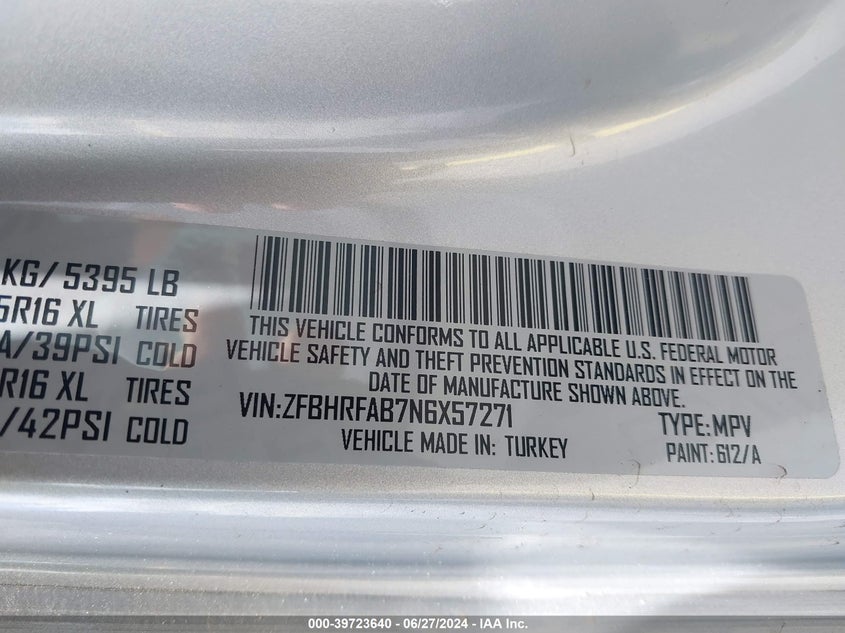 KG/ 5395 LB
5R16 XL TIRES
A/39PSI COLD
R16 XL TIRES
/42PSI COLD
THIS VEHICLE CONFORMS TO ALL APPLICABLE U.S. FEDERAL MOTOR
VEHICLE SAFETY AND THEFT PREVENTION STANDARDS IN EFFECT ON THE
DATE OF MANUFACTURE SHOWN ABOVE.
VIN:ZFBHRFAB7N6X57271
TYPE:MPV
VEHICLE MADE IN: TURKEY
PAINT:612/A
000-39723640 / 06/27/2024 - IAA Inc.